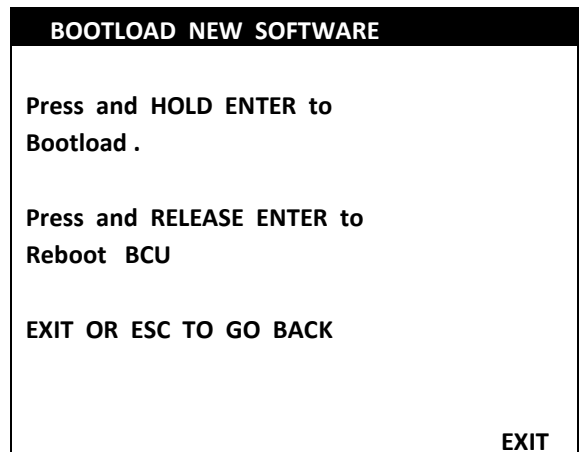 BOOTLOAD NEW SOFTWARE
Press and HOLD ENTER to
Bootload .
Press and RELEASE ENTER to
Reboot BCU
EXIT OR ESC TO GO BACK
EXIT